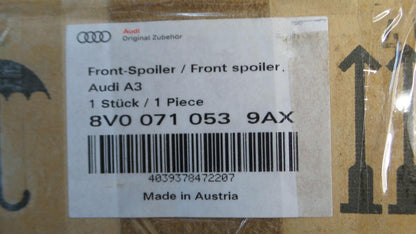 Audi
Original Zubehör
Front-Spoiler / Front spoiler.
Audi A3
1 Stück / 1 Piece
8V0 071 053 9AX
4039378472207
Made in Austria